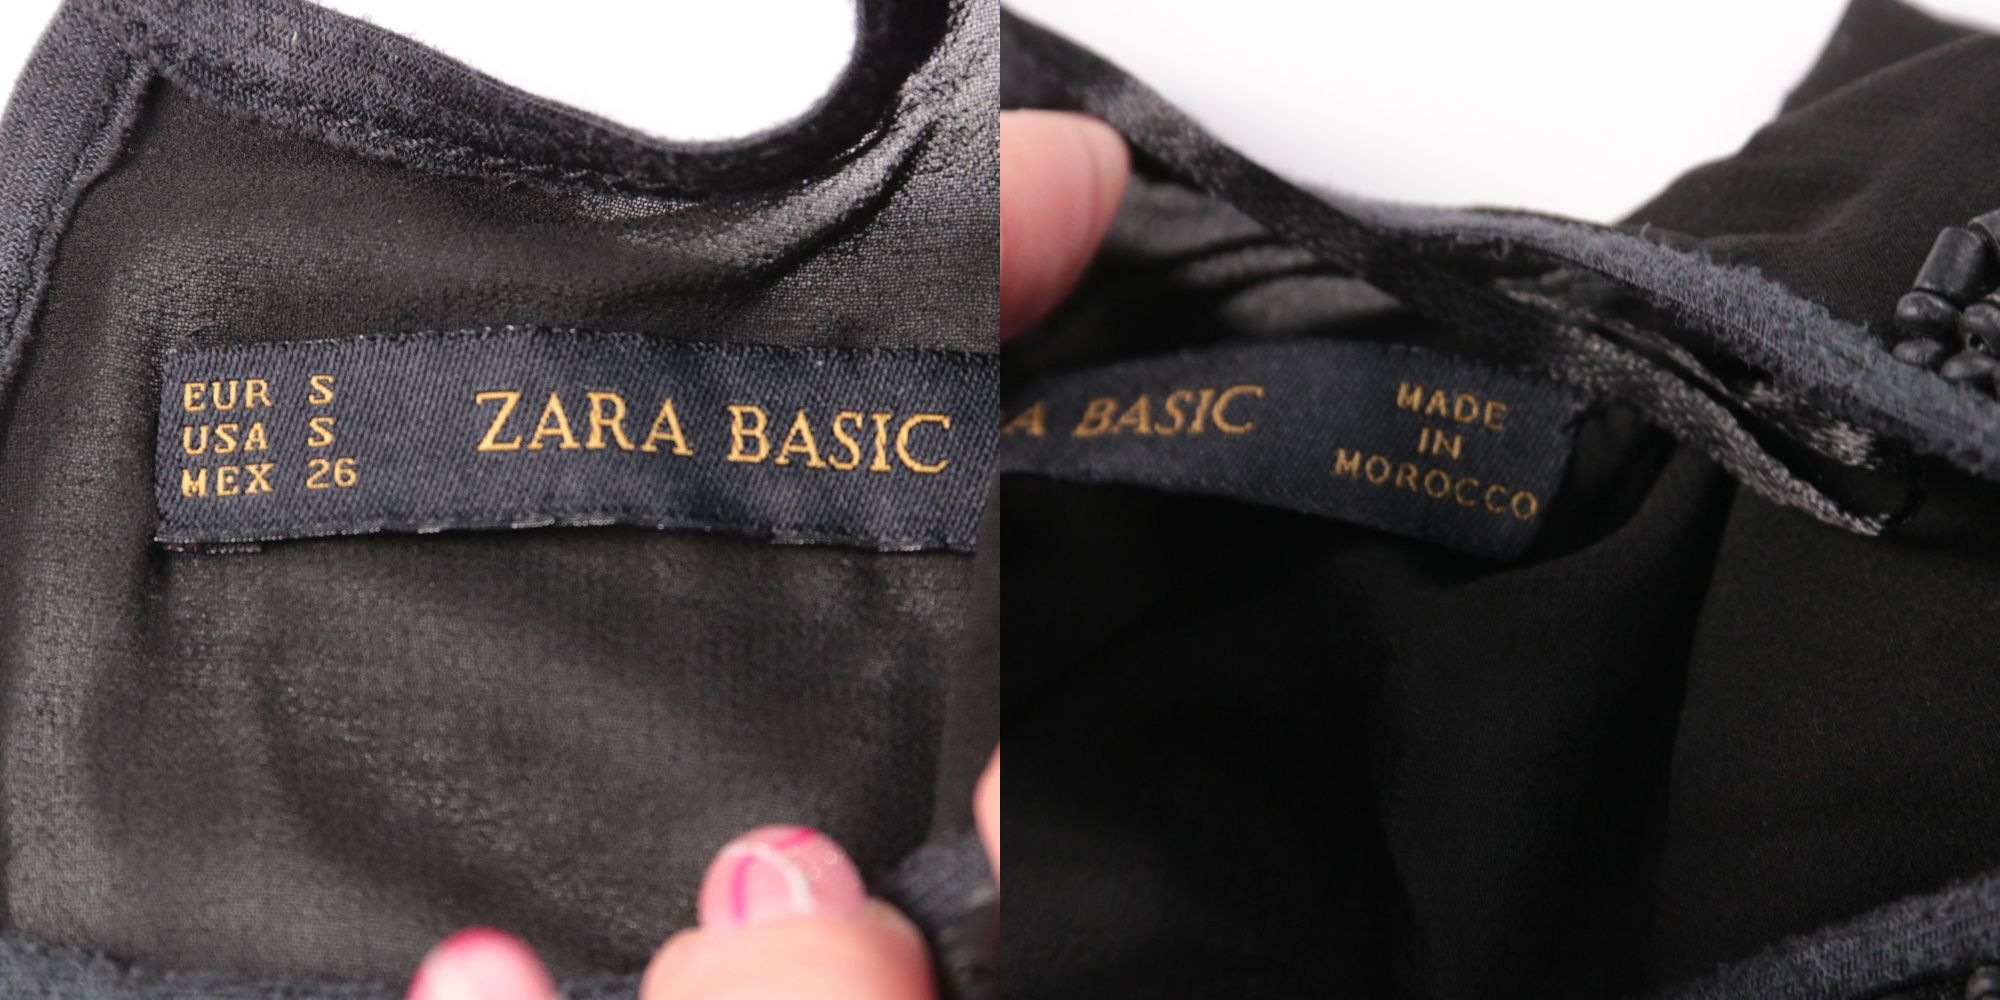 EUR S
USA S
MEX 26
ZARA BASIC
BASIC
MADE
IN
MOROCCO